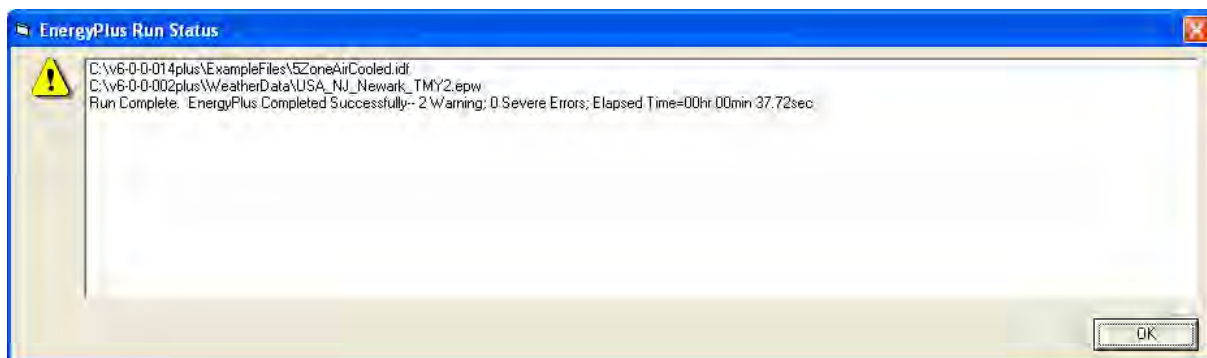 EnergyPlus Run Status
C:\v6-0-0-014plus\ExampleFiles\5ZoneAirCooled.idf
C:\v6-0-0-002plus\WeatherData\USA_NJ_Newark_TMY2.epw
Run Complete.  EnergyPlus Completed Successfully-- 2 Warning; 0 Severe Errors; Elapsed Time=00hr 00min 37.72sec
OK